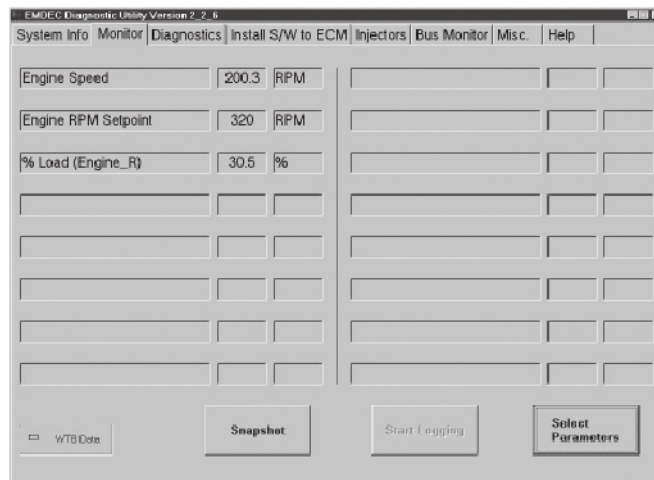 EMDEC Diagnostic Utility Version 2_2_6
System Info Monitor Diagnostics Install S/W to ECM Injectors Bus Monitor Misc. Help
Engine Speed 200.3 RPM
Engine RPM Setpoint 320 RPM
% Load (Engine_R) 30.5 %
WTB Data
Snapshot
Start Logging
Select
Parameters